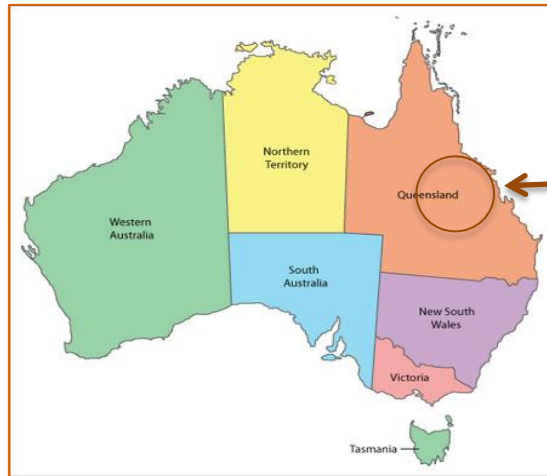 Northern
Territory
Queensland
Western
Australia
South
Australia
New South
Wales
Victoria
Tasmania